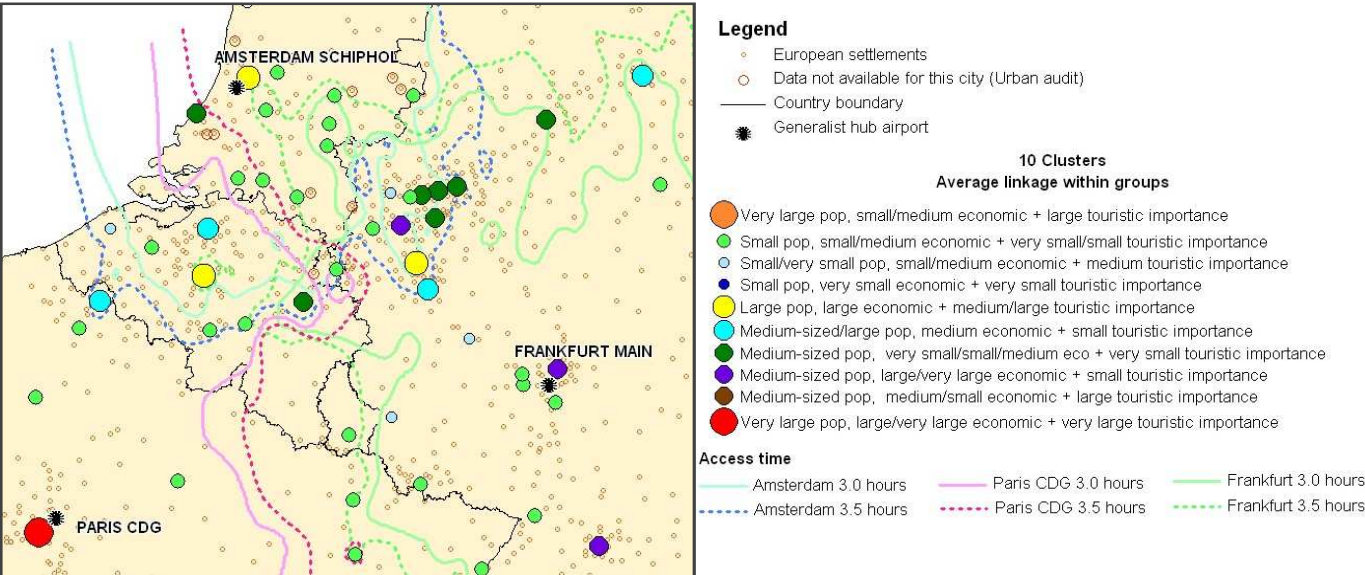 AMSTERDAM SCHIPHOL
FRANKFURT MAIN
PARIS CDG
Legend
European settlements
Data not available for this city (Urban audit)
Country boundary
Generalist hub airport
10 Clusters
Average linkage within groups
Very large pop, small/medium economic + large touristic importance
Small pop, small/medium economic + very small/small touristic importance
Small/very small pop, small/medium economic + medium touristic importance
Small pop, very small economic + very small touristic importance
Large pop, large economic + medium/large touristic importance
Medium-sized/large pop, medium economic + small touristic importance
Medium-sized pop, very small/small/medium eco + very small touristic importance
Medium-sized pop, large/very large economic + small touristic importance
Medium-sized pop, medium/small economic + large touristic importance
Very large pop, large/very large economic + very large touristic importance
Access time
Amsterdam 3.0 hours
Paris CDG 3.0 hours
Frankfurt 3.0 hours
Amsterdam 3.5 hours
Paris CDG 3.5 hours
Frankfurt 3.5 hours